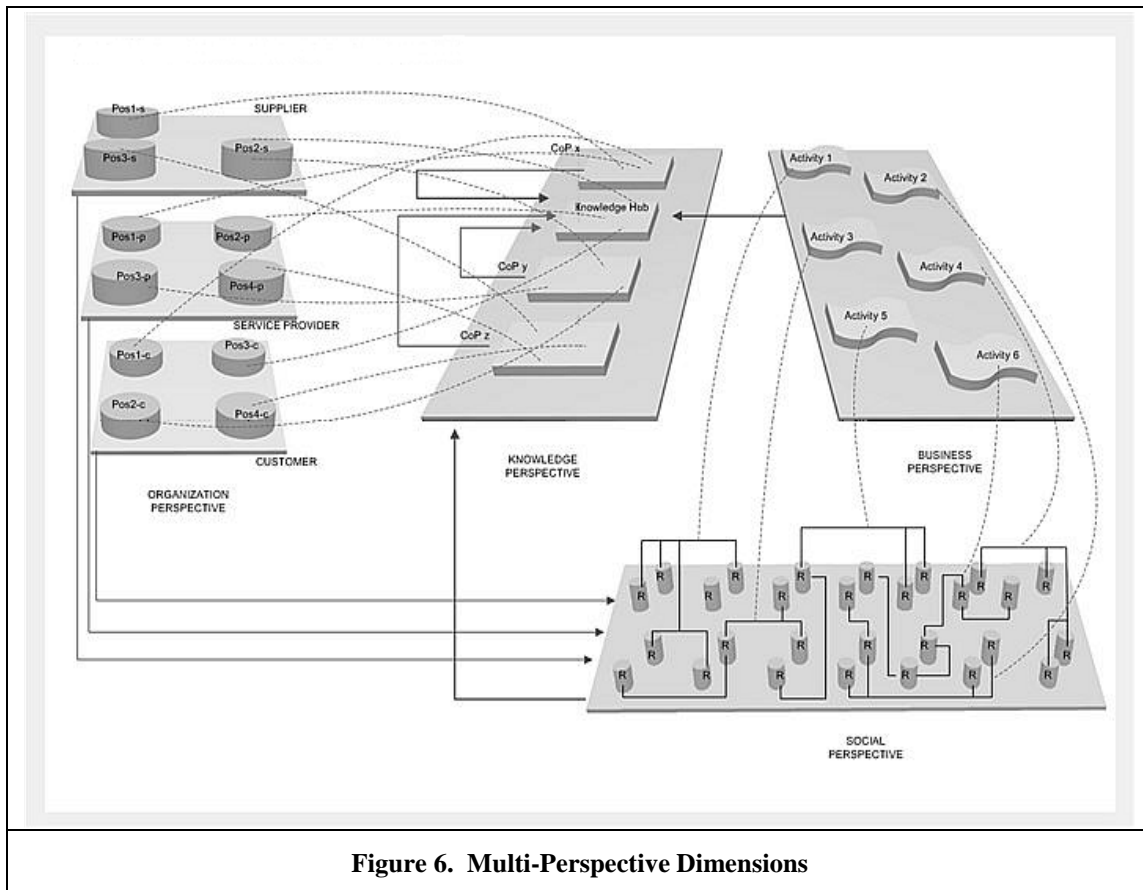 Pos1-s
SUPPLIER
Pos3-s
Pos2-s
Pos1-p
Pos2-p
Pos3-p
Pos4-p
SERVICE PROVIDER
Pos1-c
Pos3-c
Pos2-c
Pos4-c
CUSTOMER
ORGANIZATION
PERSPECTIVE
CoP x
Knowledge Hub
CoP y
CoP z
KNOWLEDGE
PERSPECTIVE
Activity 1
Activity 2
Activity 3
Activity 4
Activity 5
Activity 6
BUSINESS
PERSPECTIVE
R R R R R R R
R R R R R R R
R R R R R R R
R R R R R R R
SOCIAL
PERSPECTIVE
Figure 6. Multi-Perspective Dimensions